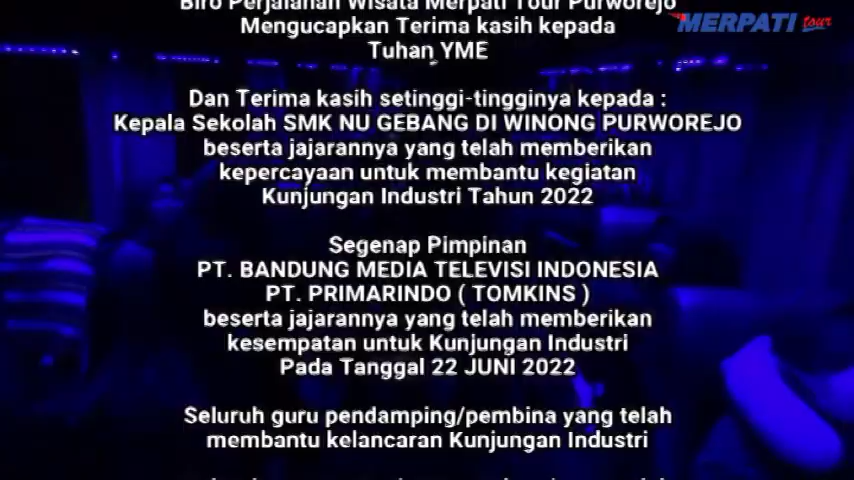 Biro Perjalanan Wisata Merpati Tour Purworejo
MERPATI tour
Mengucapkan Terima kasih kepada
Tuhan YME
Dan Terima kasih setinggi-tingginya kepada :
Kepala Sekolah SMK NU GEBANG DI WINONG PURWOREJO
beserta jajarannya yang telah memberikan
kepercayaan untuk membantu kegiatan
Kunjungan Industri Tahun 2022
Segenap Pimpinan
PT. BANDUNG MEDIA TELEVISI INDONESIA
PT. PRIMARINDO ( TOMKINS )
beserta jajarannya yang telah memberikan
kesempatan untuk Kunjungan Industri
Pada Tanggal 22 JUNI 2022
Seluruh guru pendamping/pembina yang telah
membantu kelancaran Kunjungan Industri